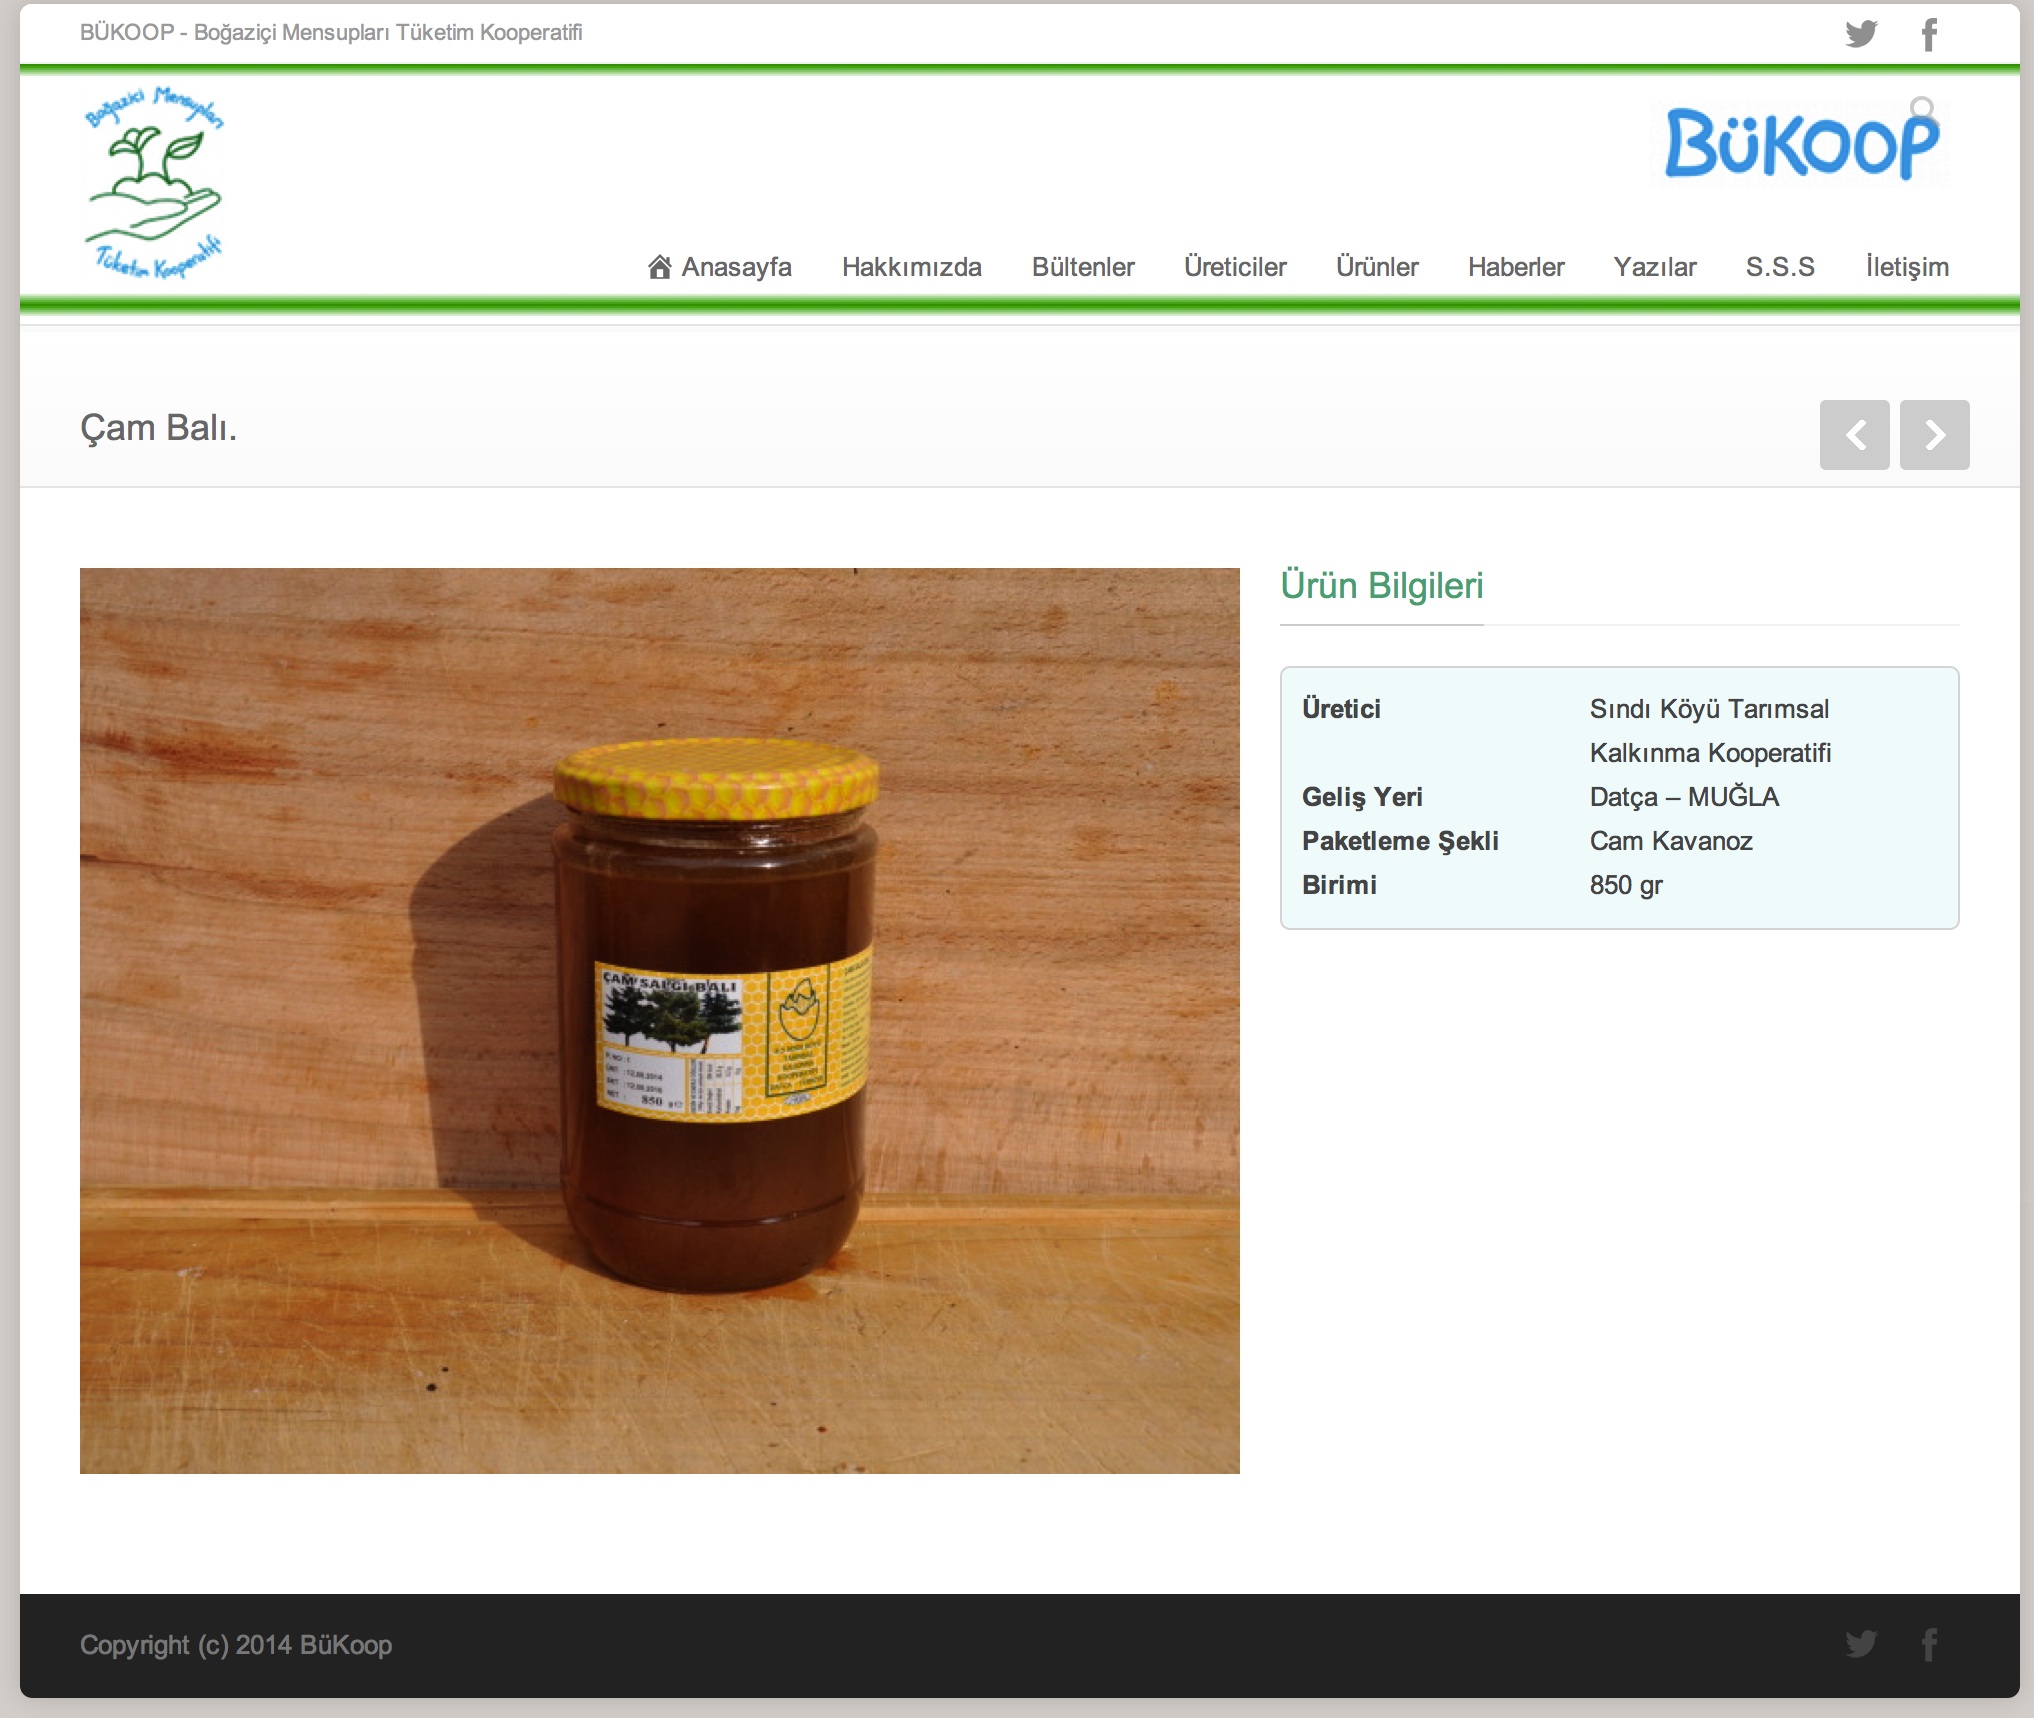 BÜKOOP - Boğaziçi Mensupları Tüketim Kooperatifi
Boğaziçi Mensupları
Tüketim Kooperatifi
BÜKOOP
Anasayfa Hakkımızda Bültenler Üreticiler Ürünler Haberler Yazılar S.S.S İletişim
Çam Balı.
ÇAM SALGI BALI
850
Ürün Bilgileri
Üretici Sındı Köyü Tarımsal
Kalkınma Kooperatifi
Geliş Yeri Datça – MUĞLA
Paketleme Şekli Cam Kavanoz
Birimi 850 gr
Copyright (c) 2014 BüKoop